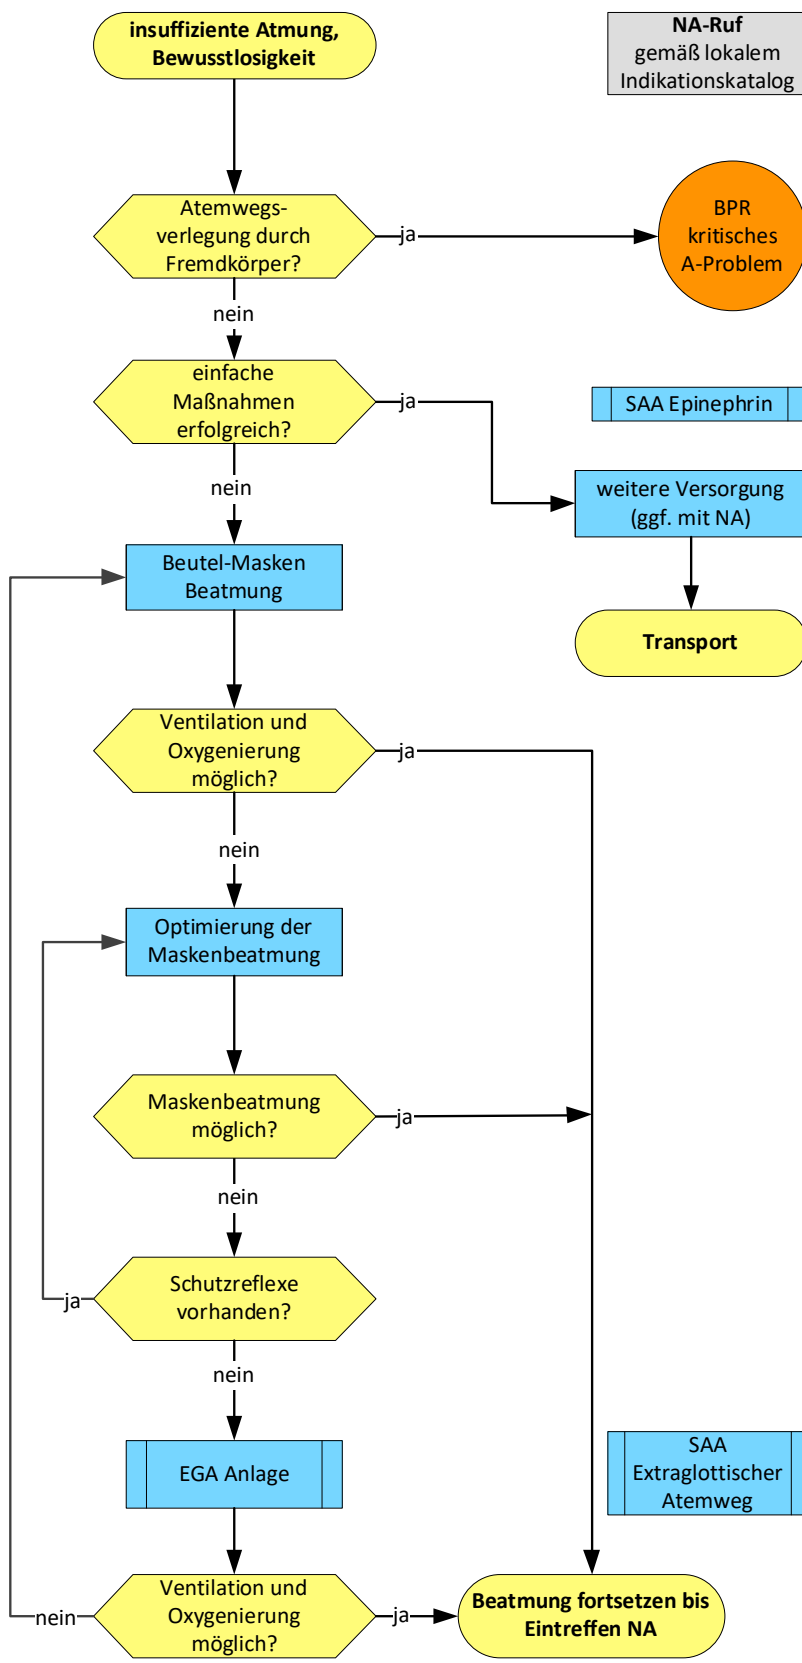 insuffiziente Atmung,
Bewusstlosigkeit
NA-Ruf
gemäß lokalem
Indikationskatalog
Atemwegs-
verlegung durch
Fremdkörper?
ja
BPR
kritisches
A-Problem
nein
einfache
Maßnahmen
erfolgreich?
ja
SAA Epinephrin
nein
weitere Versorgung
(ggf. mit NA)
Beutel-Masken
Beatmung
Transport
Ventilation und
Oxygenierung
möglich?
ja
nein
Optimierung der
Maskenbeatmung
Maskenbeatmung
möglich?
ja
nein
Schutzreflexe
vorhanden?
ja
nein
EGA Anlage
SAA
Extraglottischer
Atemweg
Ventilation und
Oxygenierung
möglich?
nein
ja
Beatmung fortsetzen bis
Eintreffen NA